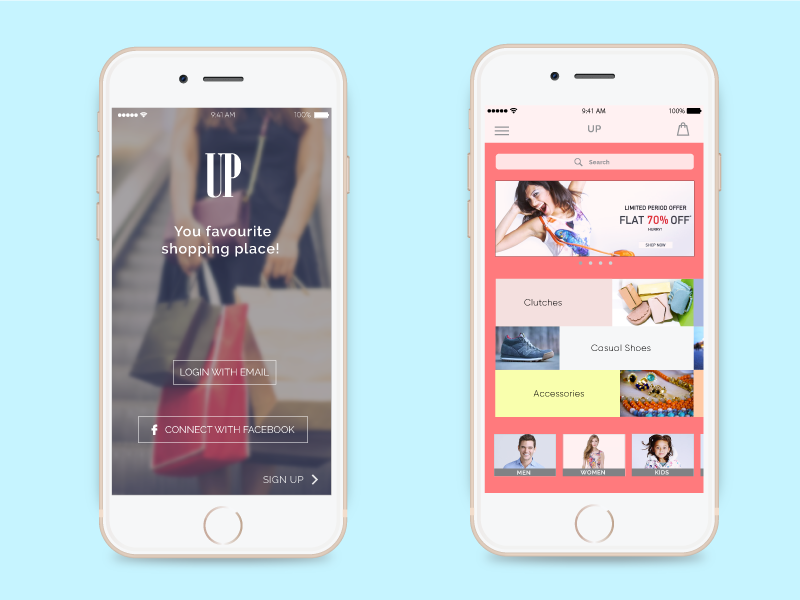 9:41 AM
100%
UP
You favourite
shopping place!
LOGIN WITH EMAIL
f CONNECT WITH FACEBOOK
SIGN UP
9:41 AM
100%
UP
Search
LIMITED PERIOD OFFER
FLAT 70% OFF*
HURRY!
SHOP NOW
Clutches
Casual Shoes
Accessories
MEN
WOMEN
KIDS